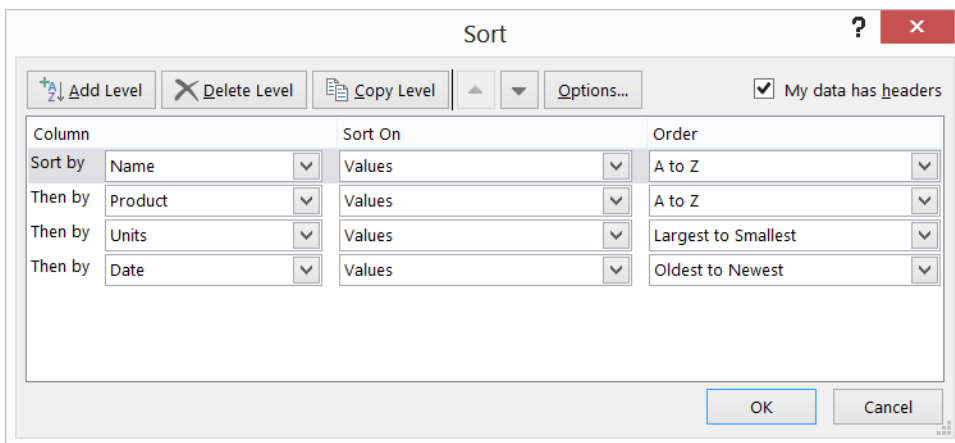 Sort ?
Add Level Delete Level Copy Level Options... My data has headers
Column Sort On Order
Sort by Name Values A to Z
Then by Product Values A to Z
Then by Units Values Largest to Smallest
Then by Date Values Oldest to Newest
OK Cancel